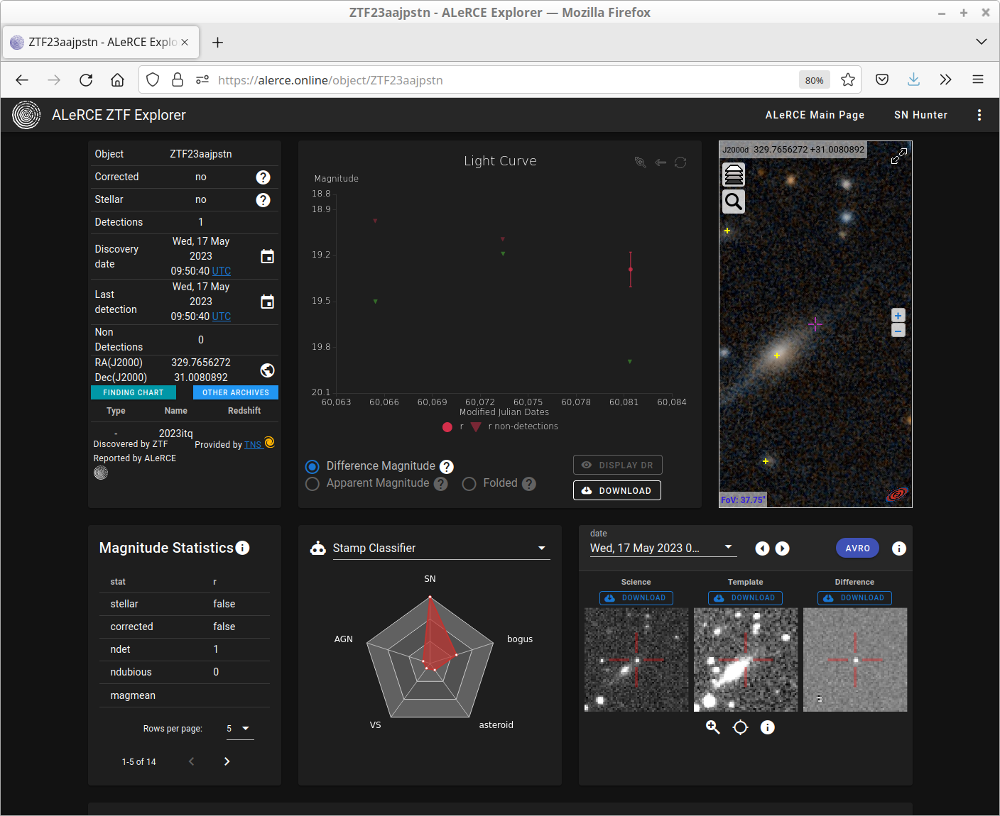 ZTF23aajpstn - ALeRCE Explorer — Mozilla Firefox
ZTF23aajpstn - ALeRCE Explo
https://alerce.online/object/ZTF23aajpstn
80%
ALeRCE ZTF Explorer
ALeRCE Main Page
SN Hunter
Object ZTF23aajpstn
Corrected no ?
Stellar no ?
Detections 1
Discovery date
Wed, 17 May 2023
09:50:40 UTC
Last detection
Wed, 17 May 2023
09:50:40 UTC
Non Detections 0
RA(J2000) 329.7656272
Dec(J2000) 31.0080892
FINDING CHART
OTHER ARCHIVES
Type Name Redshift
- 2023itq
Discovered by ZTF
Provided by TNS
Reported by ALeRCE
Light Curve
Magnitude
18.8
18.9
19.2
19.5
19.8
20.1
60,063 60,066 60,069 60,072 60,075 60,078 60,081 60,084
Modified Julian Dates
r r non-detections
Difference Magnitude ?
Apparent Magnitude ? Folded ?
DISPLAY DR
DOWNLOAD
J2000d 329.7656272 +31.0080892
+
−
FoV: 37.75"
Magnitude Statistics i
stat r
stellar false
corrected false
ndet 1
ndubious 0
magmean
Rows per page: 5
1-5 of 14
Stamp Classifier
SN
bogus
asteroid
VS
AGN
date
Wed, 17 May 2023 0...
AVRO
Science Template Difference
DOWNLOAD DOWNLOAD DOWNLOAD